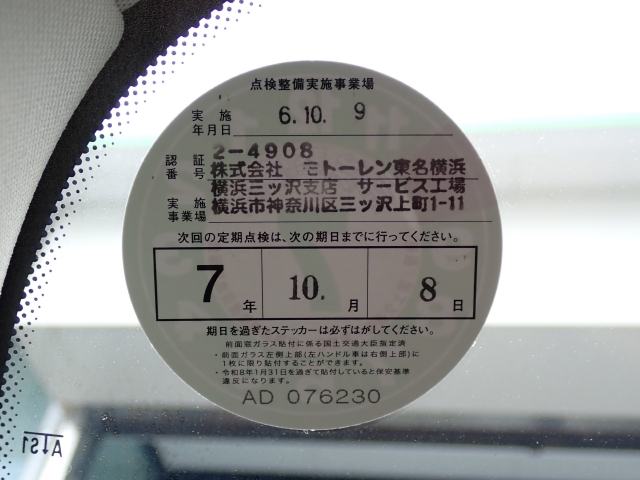 点検整備実施事業場
実施
年月日 6.10. 9
認証
番号 2-4908
株式会社 モトーレン東名横浜
横浜三ッ沢支店 サービス工場
実施
事業場 横浜市神奈川区三ッ沢上町1-11
次回の定期点検は、次の期日までに行ってください。
7年 10.月 8日
期日を過ぎたステッカーは必ずはがしてください。
前面窓ガラス貼付に係る国土交通大臣指定済
・前面ガラス左側上部(左ハンドル車は右側上部)に
1枚に限り貼付することができます。
・令和8年1月31日を過ぎて貼付していると保安基準
違反になります。
AD 076230